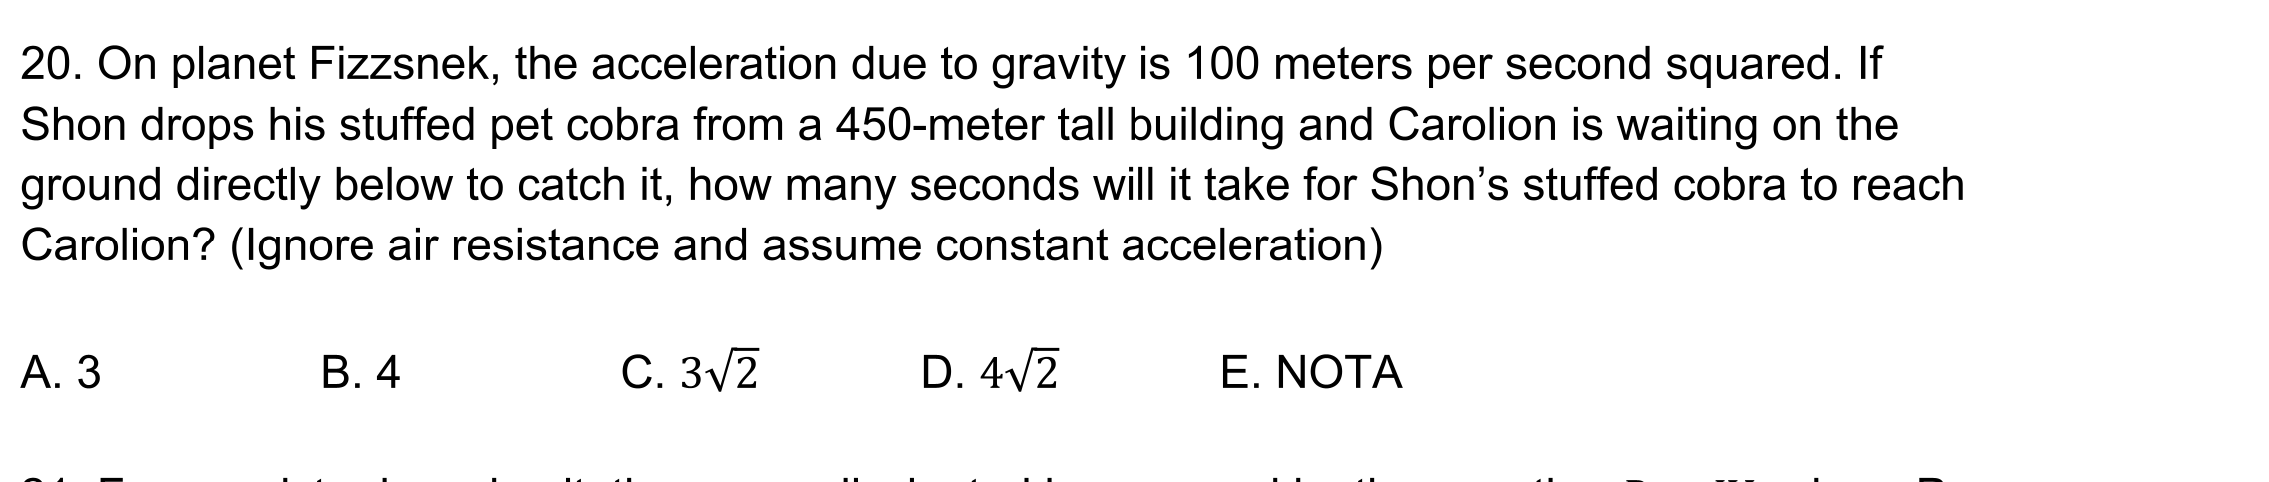 20. On planet Fizzsnek, the acceleration due to gravity is 100 meters per second squared. If
Shon drops his stuffed pet cobra from a 450-meter tall building and Carolion is waiting on the
ground directly below to catch it, how many seconds will it take for Shon’s stuffed cobra to reach
Carolion? (Ignore air resistance and assume constant acceleration)
A. 3 B. 4 C. 3√2 D. 4√2 E. NOTA